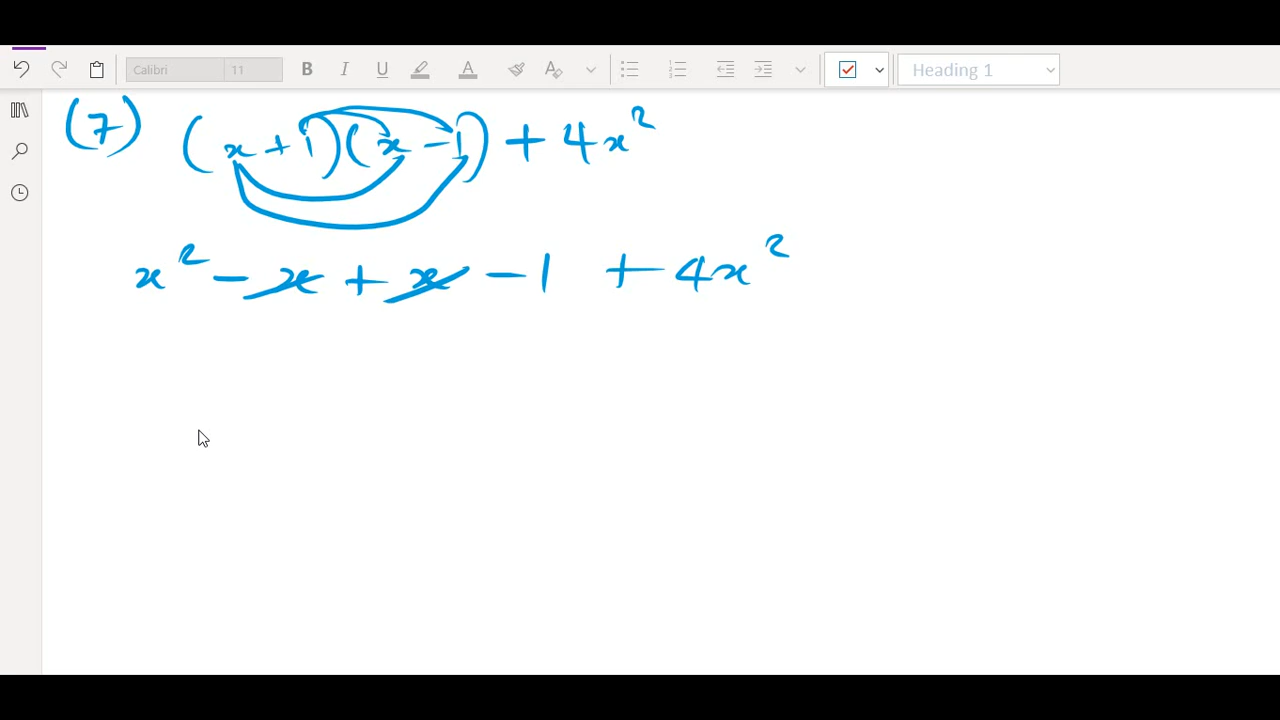 Calibri 11 B I U A A Heading 1
(7) (x+1)(x-1) + 4x²
x² - x + x - 1 + 4x²